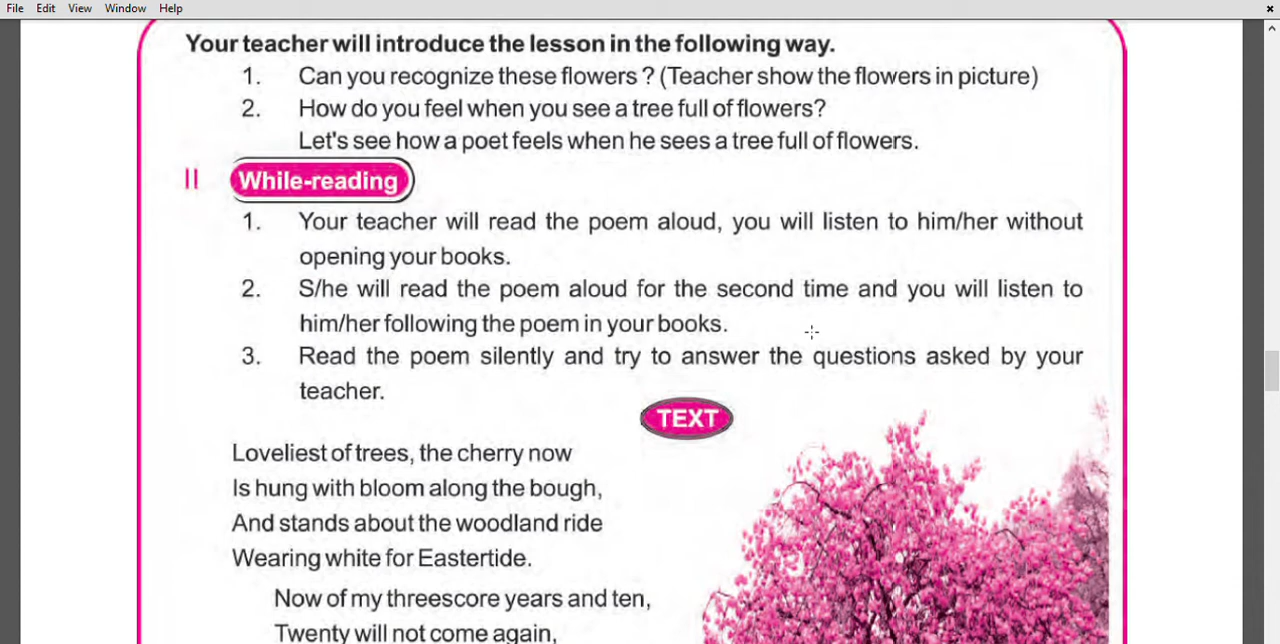 File Edit View Window Help
Your teacher will introduce the lesson in the following way.
1. Can you recognize these flowers ? (Teacher show the flowers in picture)
2. How do you feel when you see a tree full of flowers?
Let's see how a poet feels when he sees a tree full of flowers.
II While-reading
1. Your teacher will read the poem aloud, you will listen to him/her without
opening your books.
2. S/he will read the poem aloud for the second time and you will listen to
him/her following the poem in your books.
3. Read the poem silently and try to answer the questions asked by your
teacher.
TEXT
Loveliest of trees, the cherry now
Is hung with bloom along the bough,
And stands about the woodland ride
Wearing white for Eastertide.
Now of my threescore years and ten,
Twenty will not come again,